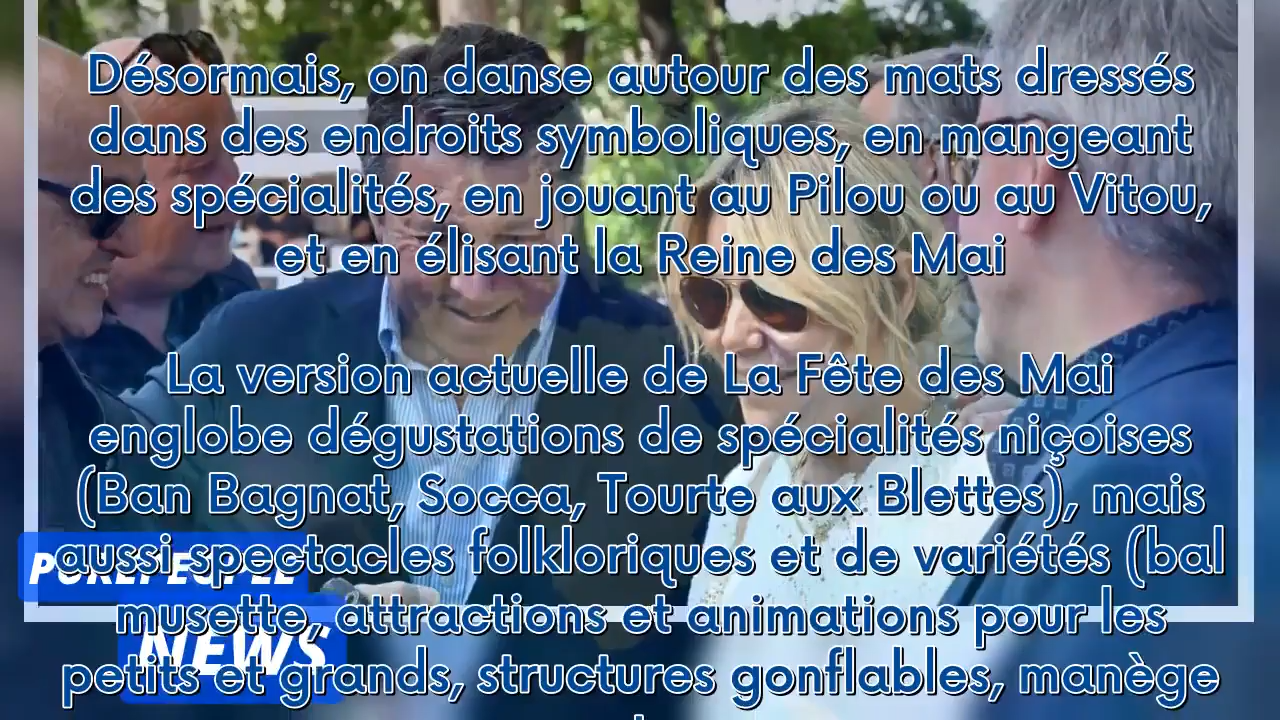 Désormais, on danse autour des mats dressés
dans des endroits symboliques, en mangeant
des spécialités, en jouant au Pilou ou au Vitou,
et en élisant la Reine des Mai
La version actuelle de La Fête des Mai
englobe dégustations de spécialités niçoises
(Ban Bagnat, Socca, Tourte aux Blettes), mais
aussi spectacles folkloriques et de variétés (bal
PUREPEOPLE
musette, attractions et animations pour les
NEWS
petits et grands, structures gonflables, manège